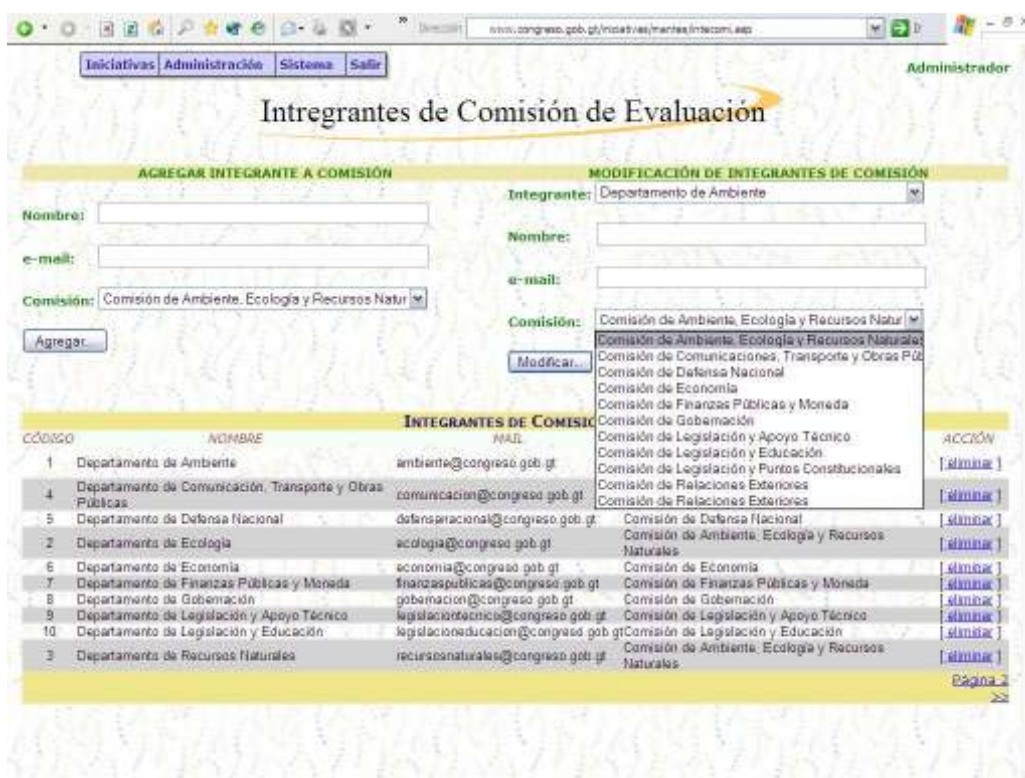 Iniciativas Administración Sistema Salir
Administrador
Intregrantes de Comisión de Evaluación
AGREGAR INTEGRANTE A COMISIÓN
Nombre:
e-mail:
Comisión: Comisión de Ambiente, Ecología y Recursos Natur
Agregar...
MODIFICACIÓN DE INTEGRANTES DE COMISIÓN
Integrante: Departamento de Ambiente
Nombre:
e-mail:
Comisión: Comisión de Ambiente, Ecología y Recursos Natur
Modificar...
Comisión de Ambiente, Ecología y Recursos Naturales
Comisión de Comunicaciones, Transporte y Obras Púb
Comisión de Defensa Nacional
Comisión de Economía
Comisión de Finanzas Públicas y Moneda
Comisión de Gobernación
Comisión de Legislación y Apoyo Técnico
Comisión de Legislación y Educación
Comisión de Legislación y Puntos Constitucionales
Comisión de Relaciones Exteriores
Comisión de Relaciones Exteriores
INTEGRANTES DE COMISIO
CÓDIGO NOMBRE MAIL ACCIÓN
1 Departamento de Ambiente ambiente@congreso.gob.gt [ eliminar ]
4 Departamento de Comunicación, Transporte y Obras Públicas comunicacion@congreso.gob.gt [ eliminar ]
5 Departamento de Defensa Nacional defensanacional@congreso.gob.gt Comisión de Defensa Nacional [ eliminar ]
2 Departamento de Ecología ecologia@congreso.gob.gt Comisión de Ambiente, Ecología y Recursos Naturales [ eliminar ]
6 Departamento de Economía economia@congreso.gob.gt Comisión de Economía [ eliminar ]
7 Departamento de Finanzas Públicas y Moneda finanzaspublicas@congreso.gob.gt Comisión de Finanzas Públicas y Moneda [ eliminar ]
8 Departamento de Gobernación gobernacion@congreso.gob.gt Comisión de Gobernación [ eliminar ]
9 Departamento de Legislación y Apoyo Técnico legislaciontecnico@congreso.gob.gt Comisión de Legislación y Apoyo Técnico [ eliminar ]
10 Departamento de Legislación y Educación legislacioneducacion@congreso.gob.gt Comisión de Legislación y Educación [ eliminar ]
3 Departamento de Recursos Naturales recursosnaturales@congreso.gob.gt Comisión de Ambiente, Ecología y Recursos Naturales [ eliminar ]
Página 2
>>